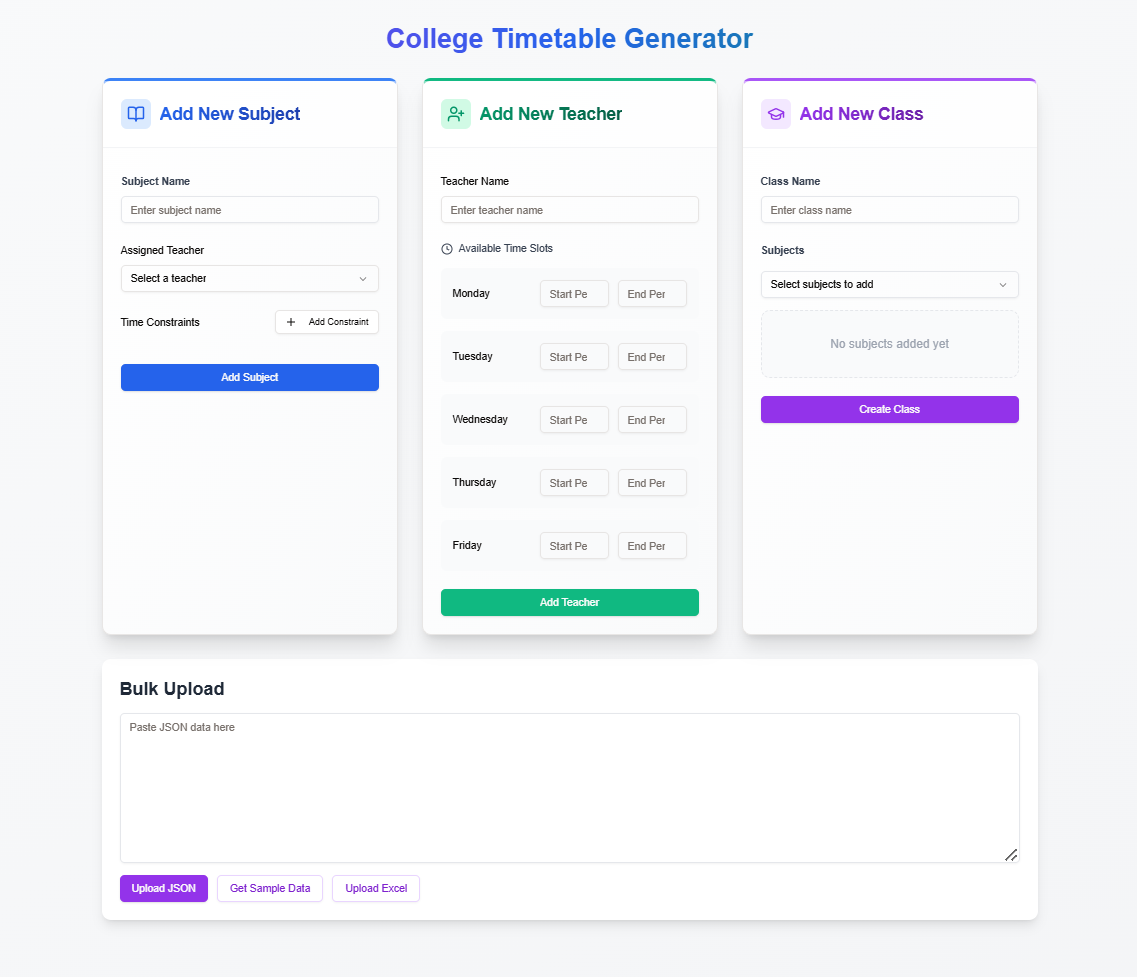 College Timetable Generator
Add New Subject
Subject Name
Enter subject name
Assigned Teacher
Select a teacher
Time Constraints
Add Constraint
Add Subject
Add New Teacher
Teacher Name
Enter teacher name
Available Time Slots
Monday Start Pe End Per
Tuesday Start Pe End Per
Wednesday Start Pe End Per
Thursday Start Pe End Per
Friday Start Pe End Per
Add Teacher
Add New Class
Class Name
Enter class name
Subjects
Select subjects to add
No subjects added yet
Create Class
Bulk Upload
Paste JSON data here
Upload JSON Get Sample Data Upload Excel